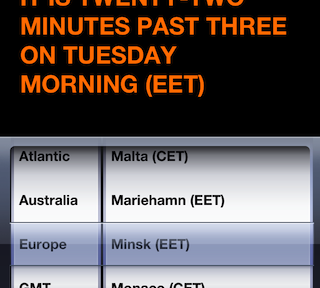 IT IS TWENTY-TWO
MINUTES PAST THREE
ON TUESDAY
MORNING (EET)
Atlantic Malta (CET)
Australia Mariehamn (EET)
Europe Minsk (EET)
GMT Monaco (CET)